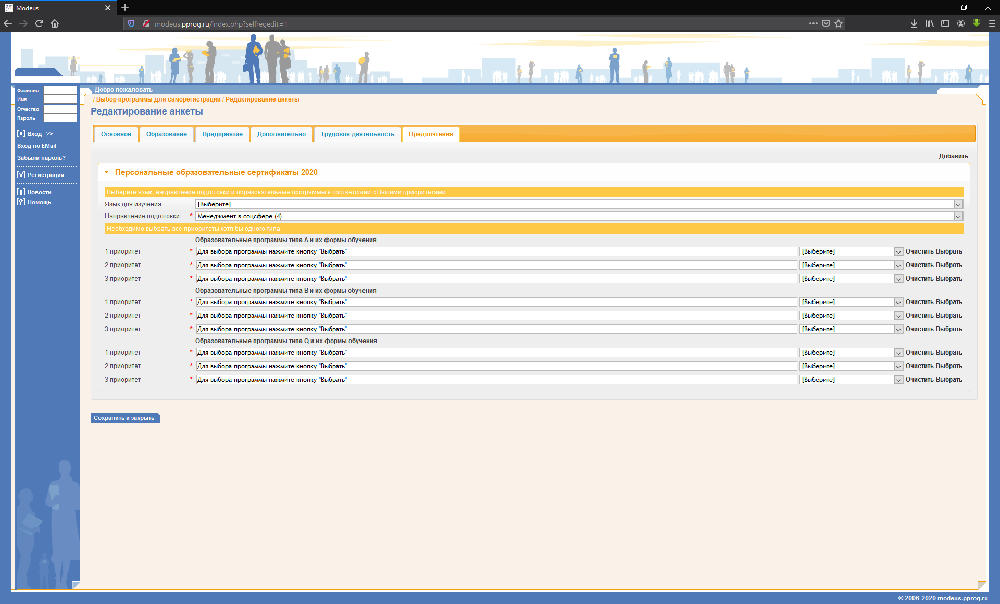 Modeus
modeus.pprog.ru/index.php?selfregedit=1
Фамилия
Имя
Отчество
Пароль
[•] Вход >>
Вход по EMail
Забыли пароль?
Регистрация
[i] Новости
[?] Помощь
Добро пожаловать
/ Выбор программы для саморегистрации / Редактирование анкеты
Редактирование анкеты
Основное Образование Предприятие Дополнительно Трудовая деятельность Предпочтения
Добавить
Персональные образовательные сертификаты 2020
Выберите язык, направление подготовки и образовательные программы в соответствии с Вашими приоритетами
Язык для изучения [Выберите]
Направление подготовки * Менеджмент в соцсфере (4)
Необходимо выбрать все приоритеты хотя бы одного типа
Образовательные программы типа A и их формы обучения
1 приоритет * Для выбора программы нажмите кнопку "Выбрать" [Выберите] Очистить Выбрать
2 приоритет * Для выбора программы нажмите кнопку "Выбрать" [Выберите] Очистить Выбрать
3 приоритет * Для выбора программы нажмите кнопку "Выбрать" [Выберите] Очистить Выбрать
Образовательные программы типа B и их формы обучения
1 приоритет * Для выбора программы нажмите кнопку "Выбрать" [Выберите] Очистить Выбрать
2 приоритет * Для выбора программы нажмите кнопку "Выбрать" [Выберите] Очистить Выбрать
3 приоритет * Для выбора программы нажмите кнопку "Выбрать" [Выберите] Очистить Выбрать
Образовательные программы типа Q и их формы обучения
1 приоритет * Для выбора программы нажмите кнопку "Выбрать" [Выберите] Очистить Выбрать
2 приоритет * Для выбора программы нажмите кнопку "Выбрать" [Выберите] Очистить Выбрать
3 приоритет * Для выбора программы нажмите кнопку "Выбрать" [Выберите] Очистить Выбрать
Сохранить и закрыть
© 2006-2020 modeus.pprog.ru